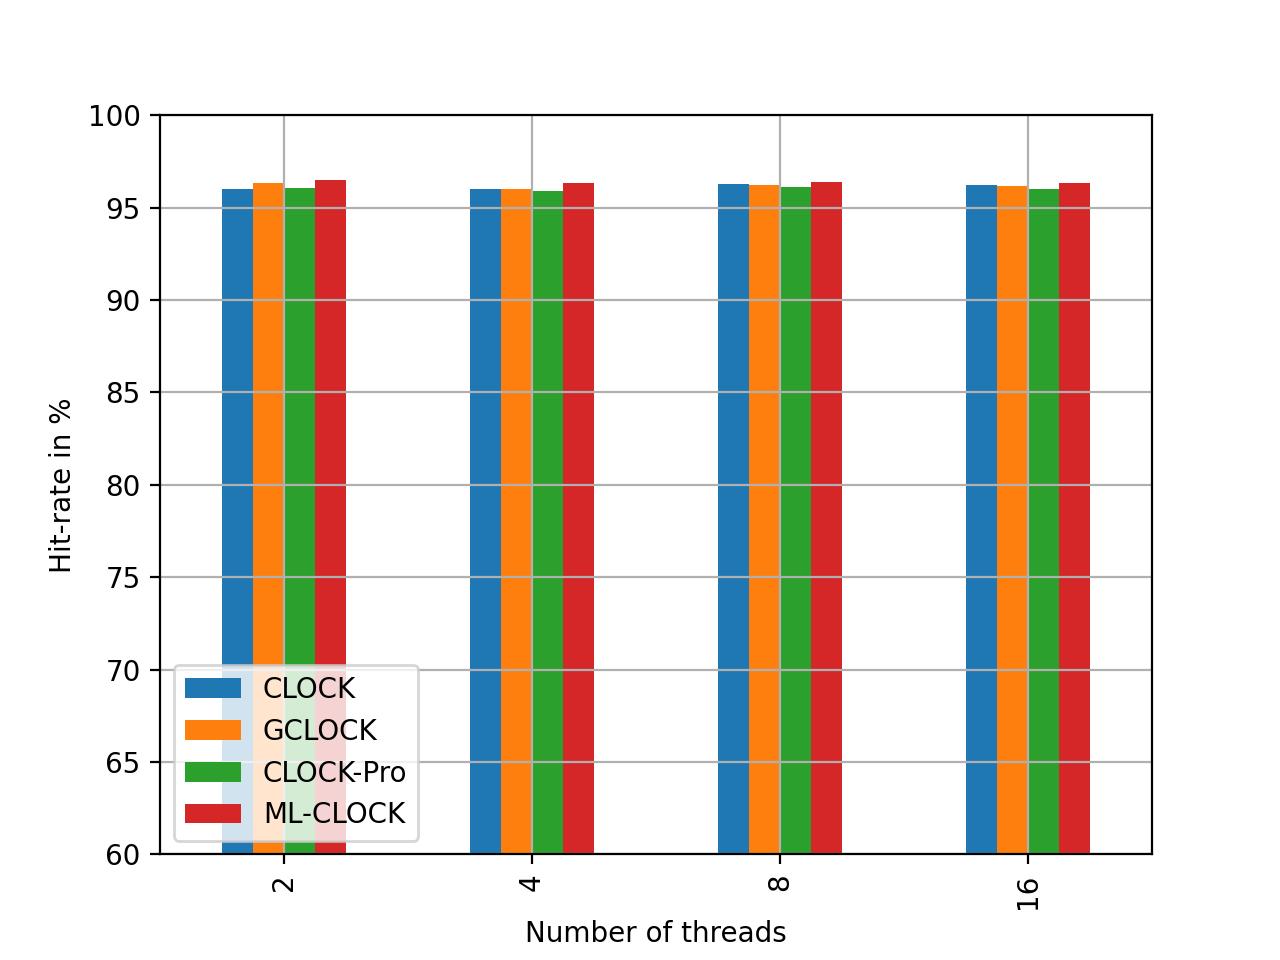 100
95
90
85
80
75
70
65
60
Hit-rate in %
CLOCK
GCLOCK
CLOCK-Pro
ML-CLOCK
2
4
8
16
Number of threads